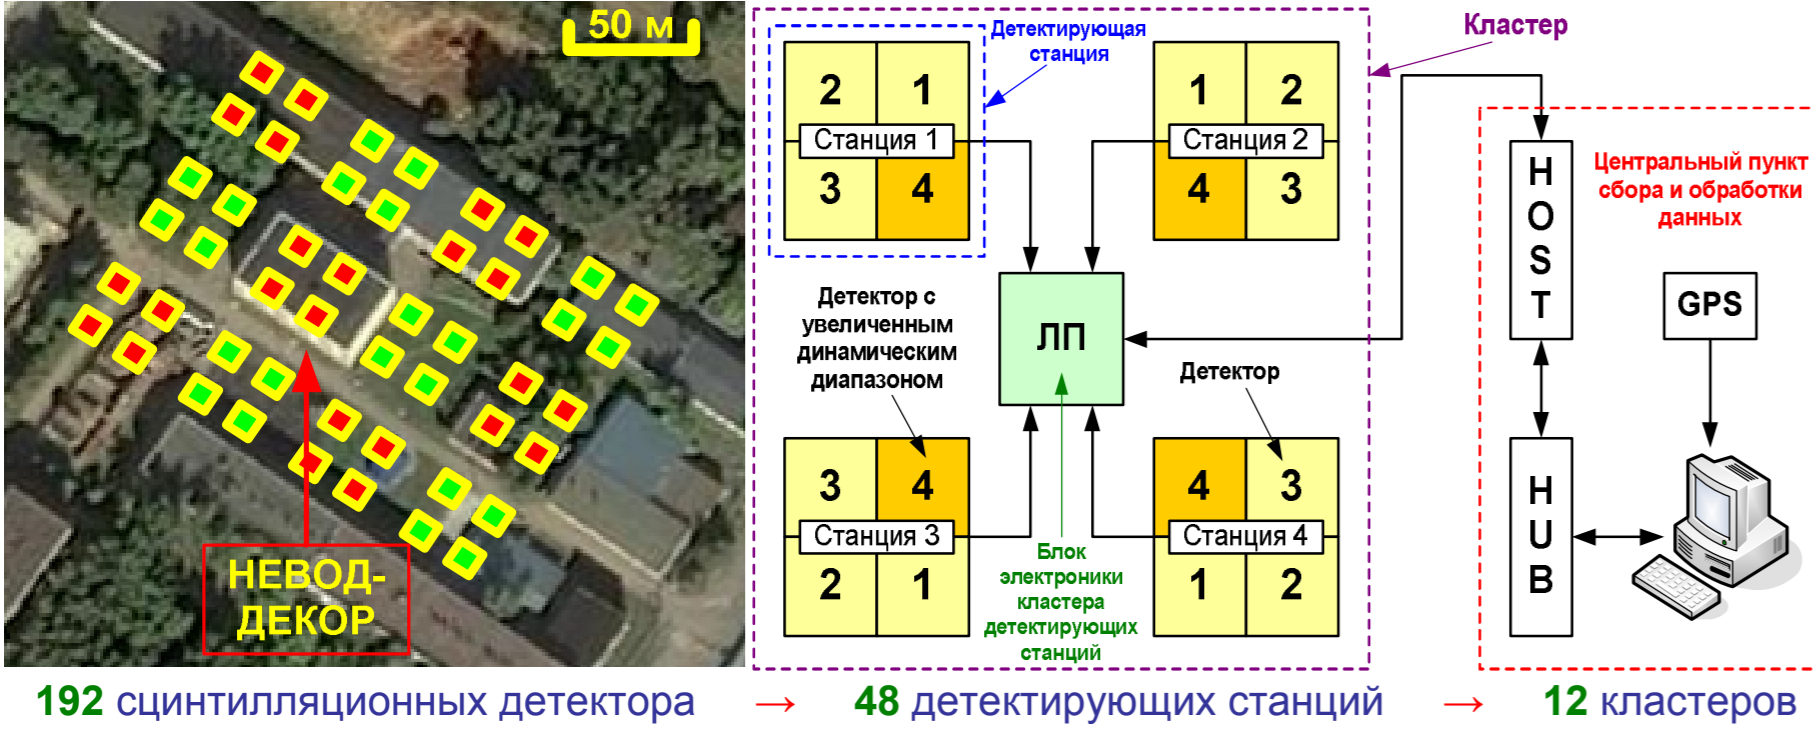 50 м
НЕВОД-
ДЕКОР
Детектирующая
станция
Кластер
2 1
Станция 1
3 4
1 2
Станция 2
4 3
Детектор с
увеличенным
динамическим
диапазоном
ЛП
Детектор
3 4
Станция 3
2 1
4 3
Станция 4
1 2
Блок
электроники
кластера
детектирующих
станций
Центральный пункт
сбора и обработки
данных
H
O
S
T
GPS
H
U
B
192 сцинтилляционных детектора → 48 детектирующих станций → 12 кластеров